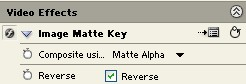 Video Effects
Image Matte Key
Composite usi... Matte Alpha
Reverse Reverse